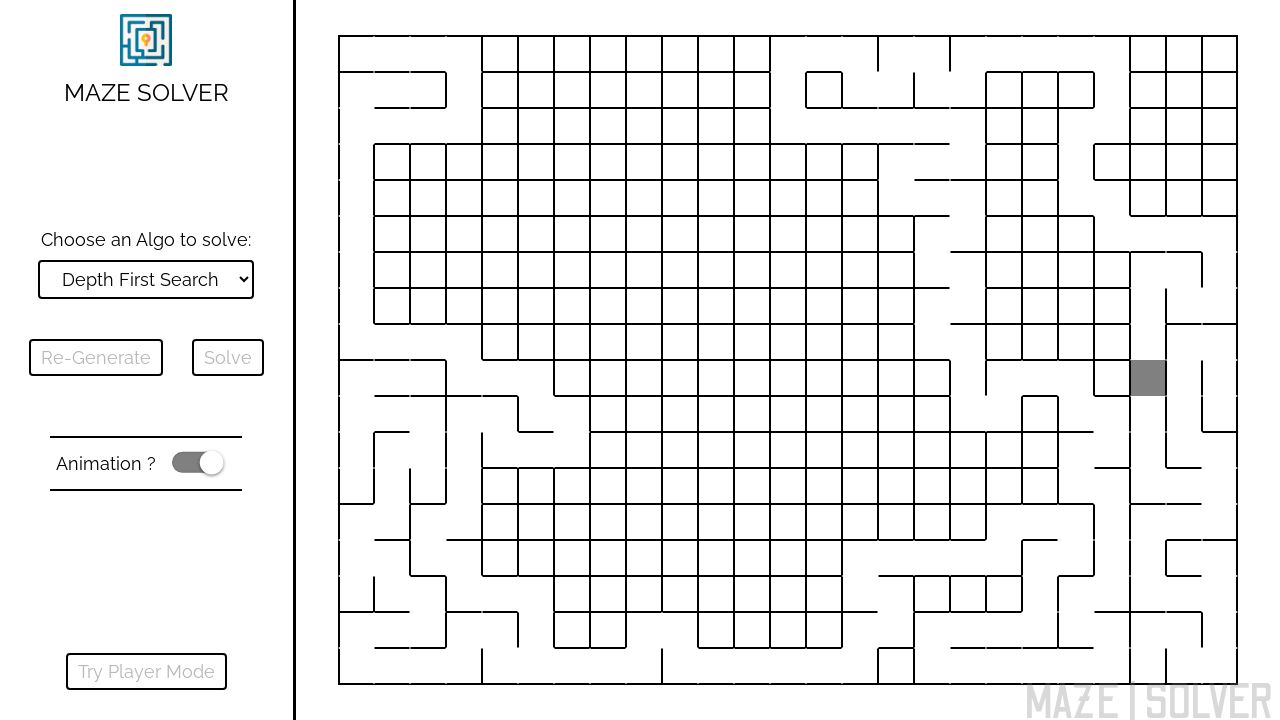 MAZE SOLVER
Choose an Algo to solve:
Depth First Search
Re-Generate
Solve
Animation ?
Try Player Mode
MAZE | SOLVER